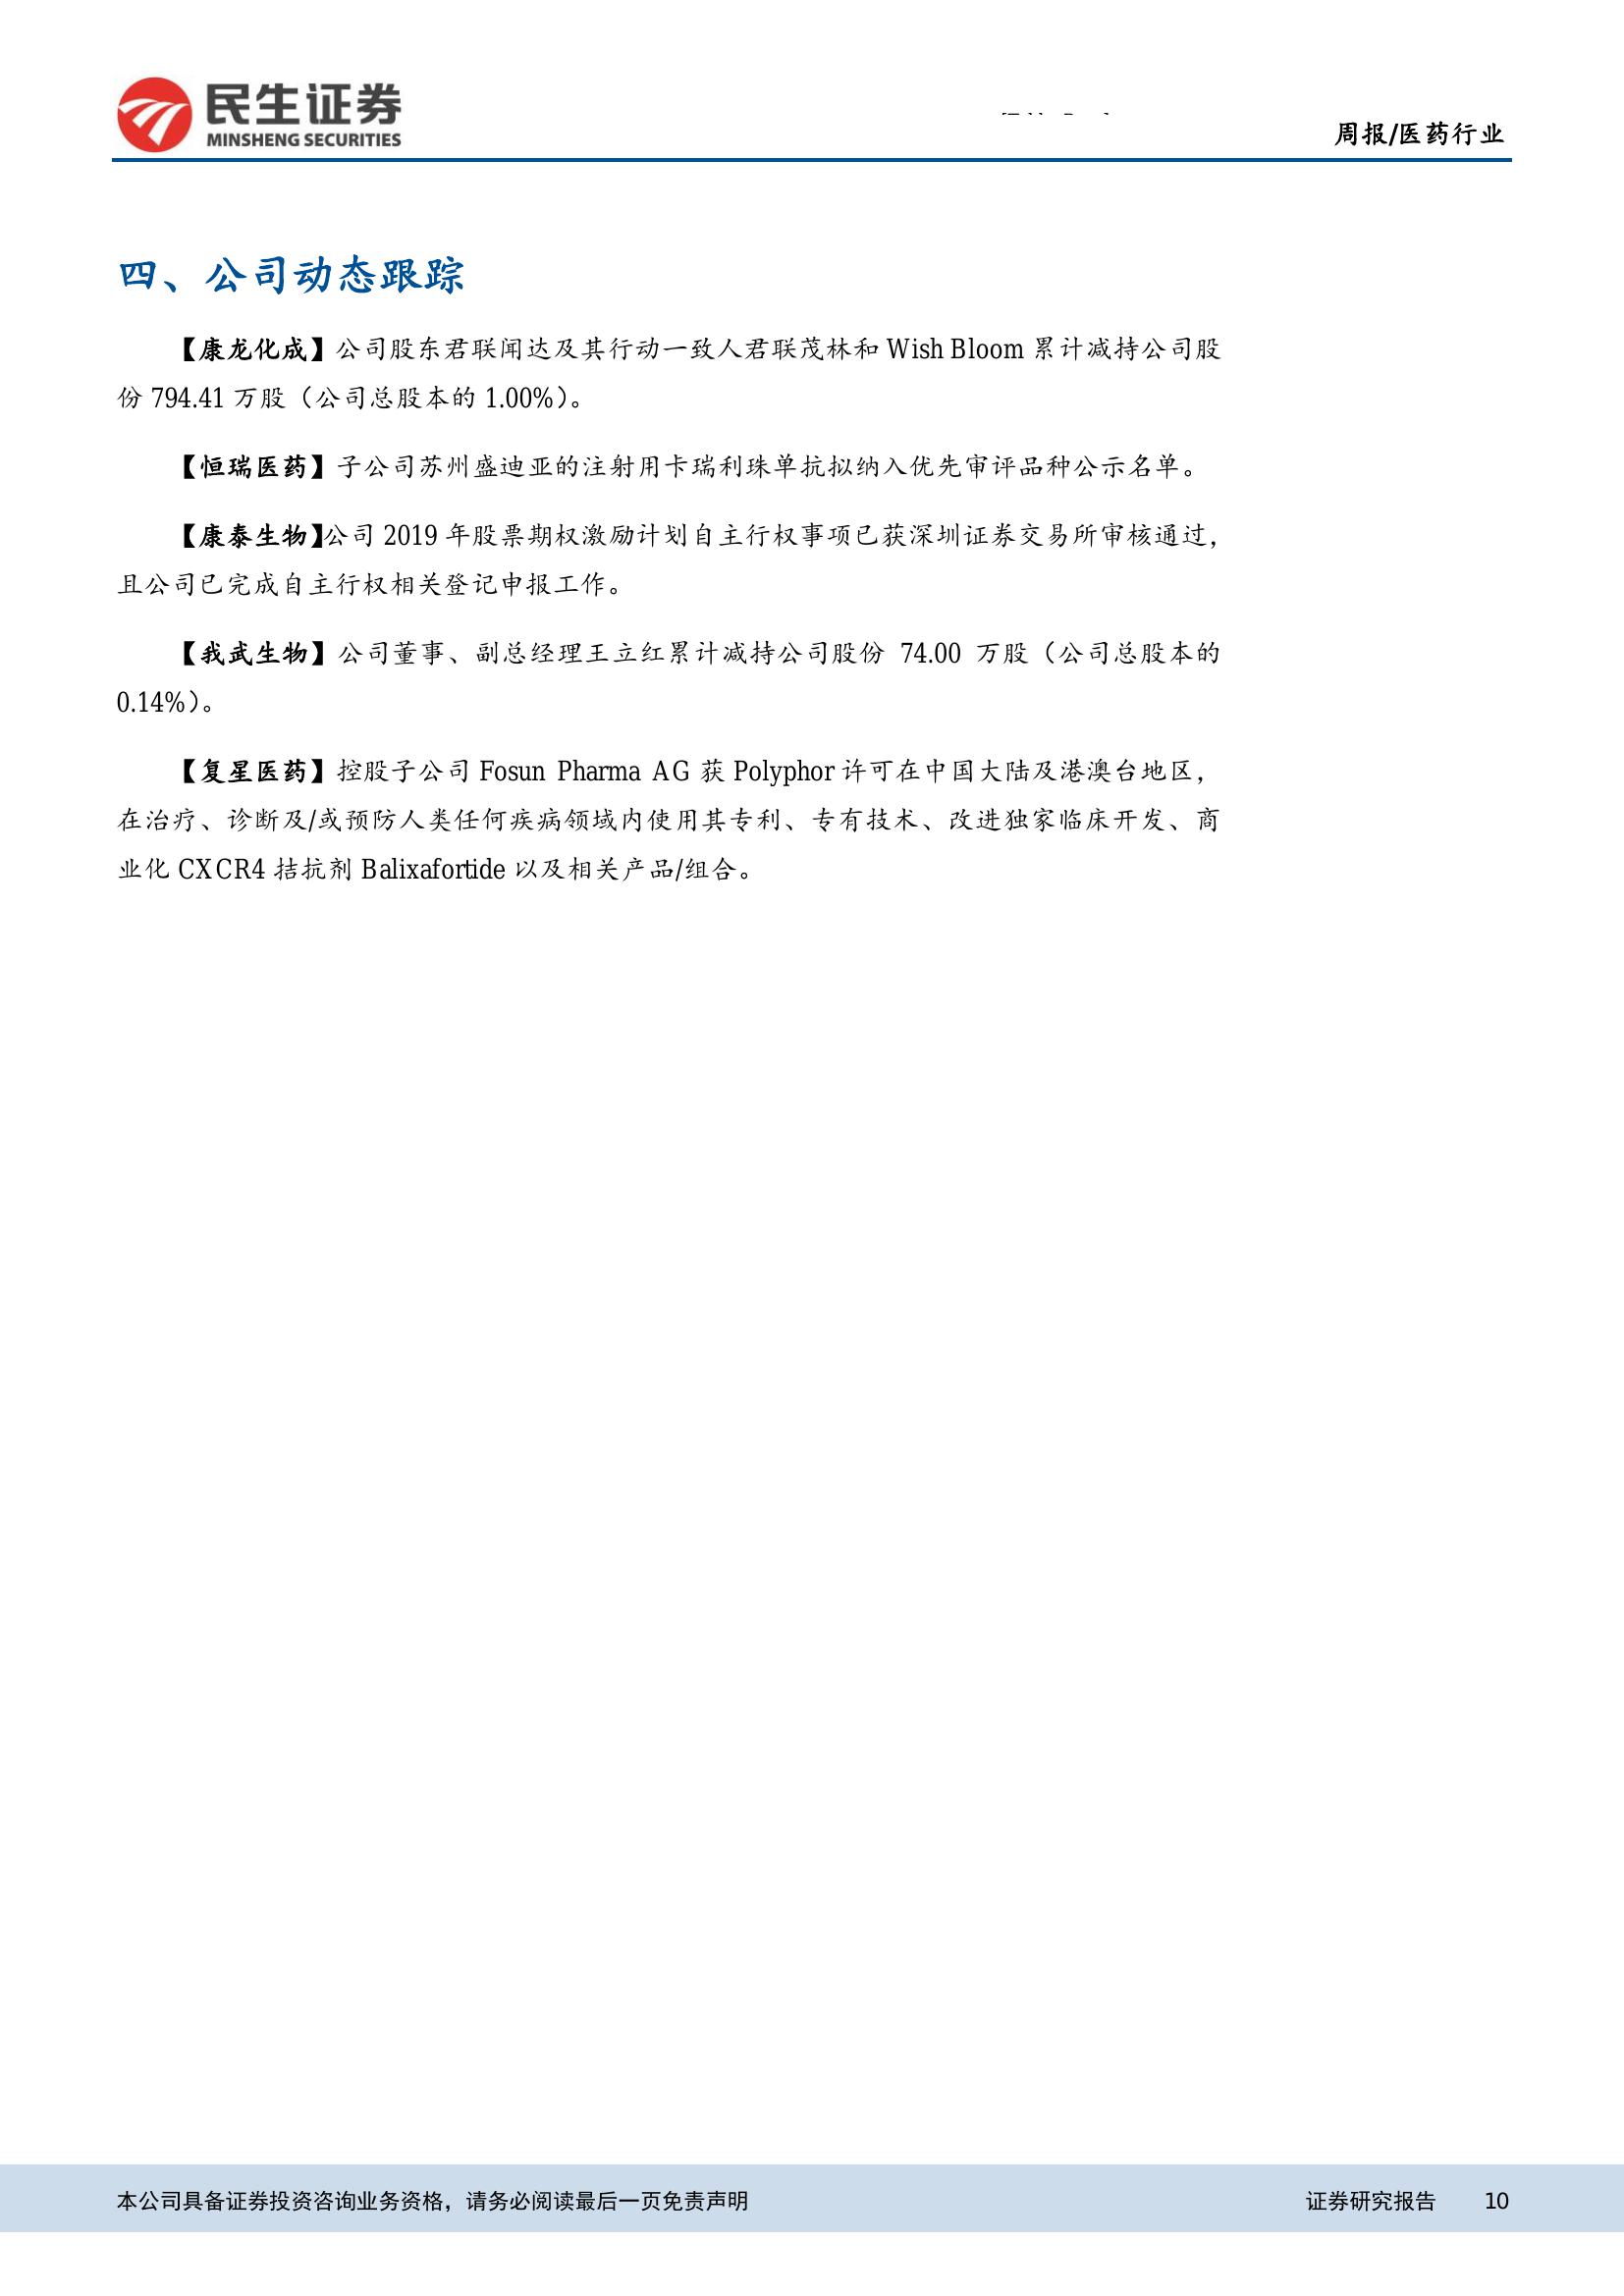 民生证券
MINSHENG SECURITIES
周报/医药行业
四、公司动态跟踪
【康龙化成】公司股东君联闻达及其行动一致人君联茂林和 Wish Bloom 累计减持公司股
份 794.41 万股（公司总股本的 1.00%）。
【恒瑞医药】子公司苏州盛迪亚的注射用卡瑞利珠单抗拟纳入优先审评品种公示名单。
【康泰生物】公司 2019 年股票期权激励计划自主行权事项已获深圳证券交易所审核通过，
且公司已完成自主行权相关登记申报工作。
【我武生物】公司董事、副总经理王立红累计减持公司股份 74.00 万股（公司总股本的
0.14%）。
【复星医药】控股子公司 Fosun Pharma AG 获 Polyphor 许可在中国大陆及港澳台地区，
在治疗、诊断及/或预防人类任何疾病领域内使用其专利、专有技术、改进独家临床开发、商
业化 CXCR4 拮抗剂 Balixafortide 以及相关产品/组合。
本公司具备证券投资咨询业务资格，请务必阅读最后一页免责声明
证券研究报告 10